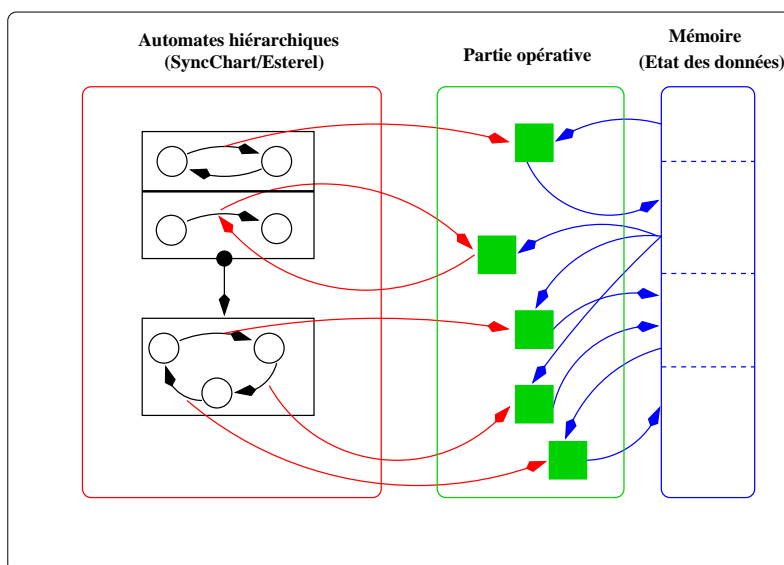 Automates hiérarchiques
(SyncChart/Esterel)
Partie opérative
Mémoire
(Etat des données)